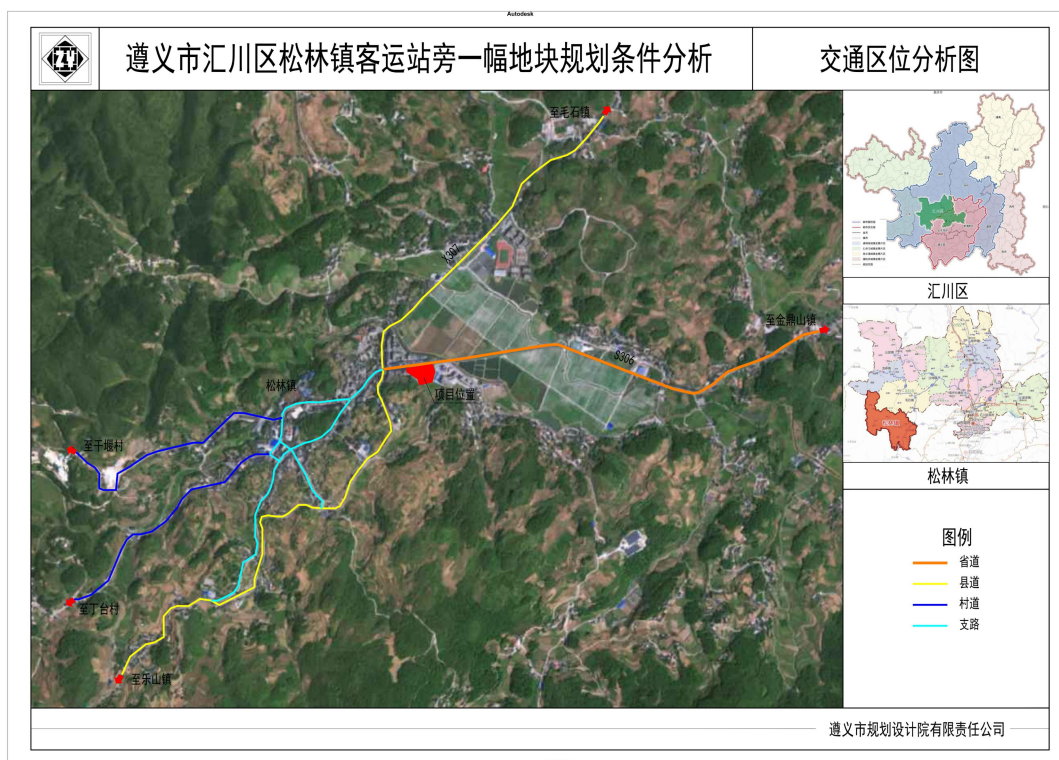 Autodesk
ZY
遵义市汇川区松林镇客运站旁一幅地块规划条件分析
交通区位分析图
至毛石镇
X307
至金鼎山镇
S306
松林镇
项目位置
至干堰村
至丁台村
至乐山镇
汇川区
松林镇
图例
省道
县道
村道
支路
遵义市规划设计院有限责任公司